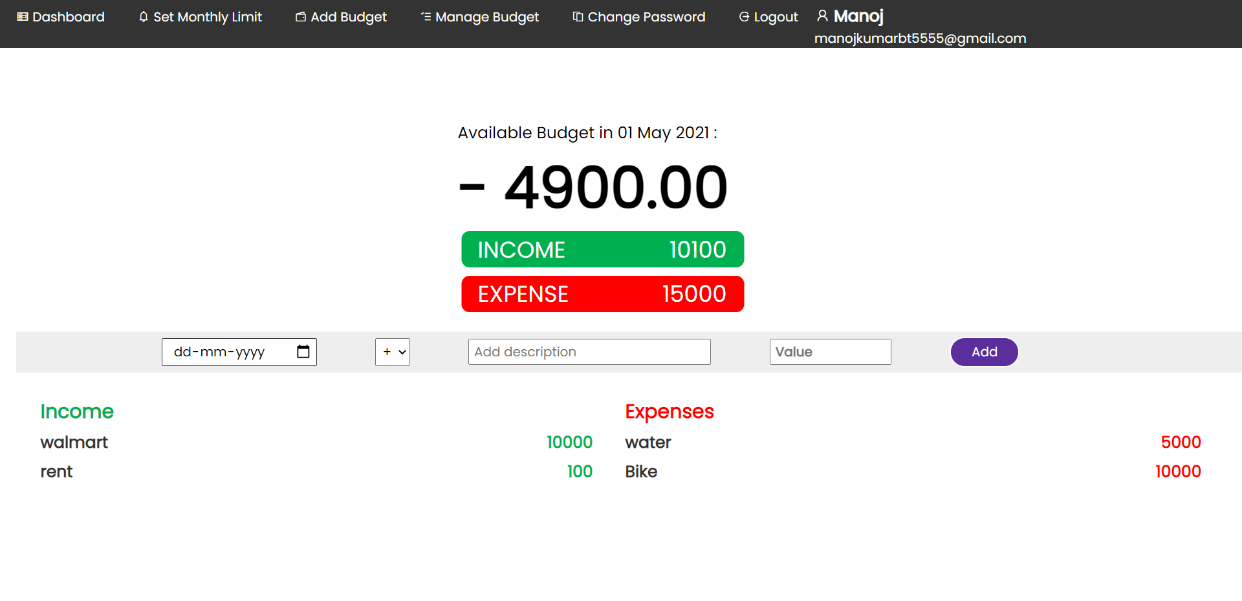 Dashboard Set Monthly Limit Add Budget Manage Budget Change Password Logout Manoj
manojkumarbt5555@gmail.com
Available Budget in 01 May 2021 :
- 4900.00
INCOME 10100
EXPENSE 15000
dd-mm-yyyy + Add description Value Add
Income Expenses
walmart 10000 water 5000
rent 100 Bike 10000